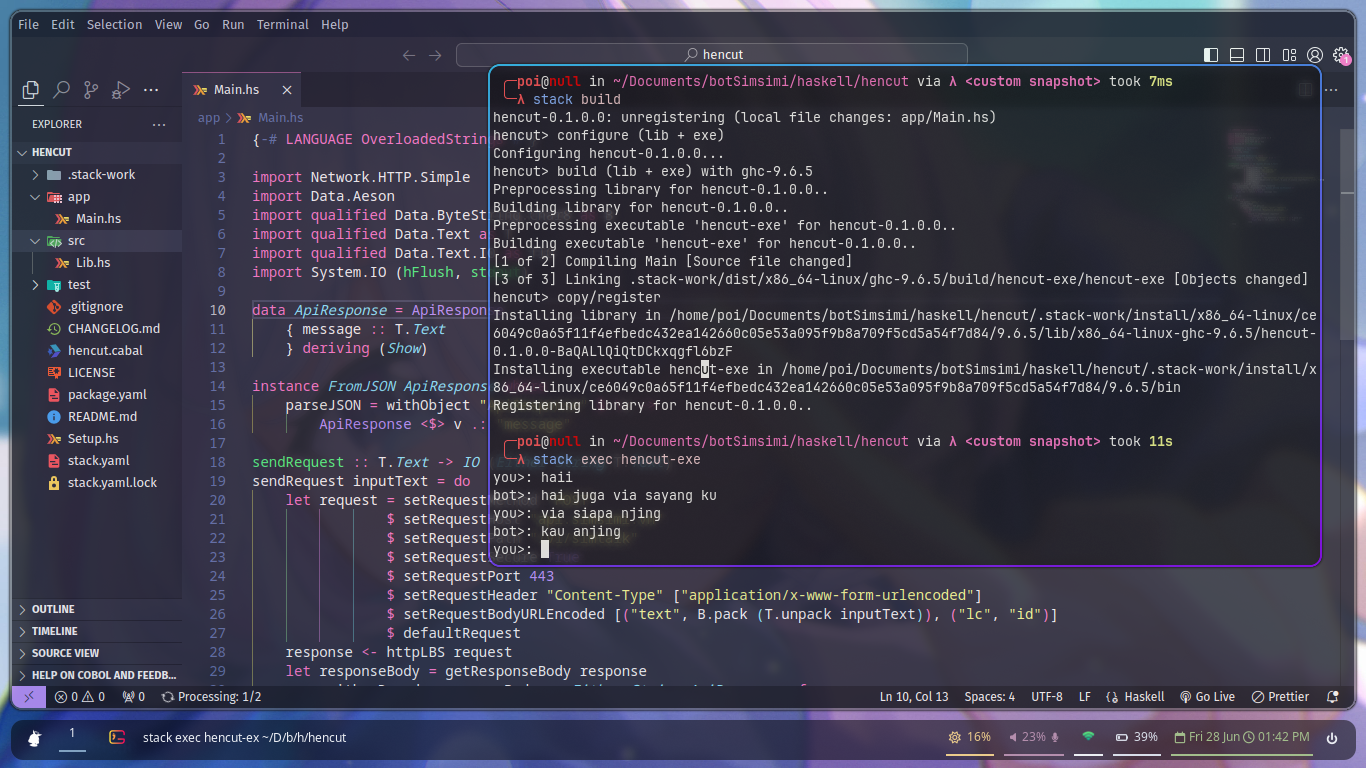 File Edit Selection View Go Run Terminal Help
hencut
1
EXPLORER
HENCUT
.stack-work
app
Main.hs
src
Lib.hs
test
.gitignore
CHANGELOG.md
hencut.cabal
LICENSE
package.yaml
README.md
Setup.hs
stack.yaml
stack.yaml.lock
OUTLINE
TIMELINE
SOURCE VIEW
HELP ON COBOL AND FEEDB...
Main.hs
app > Main.hs
1 {-# LANGUAGE OverloadedString
2
3 import Network.HTTP.Simple
4 import Data.Aeson
5 import qualified Data.ByteSt
6 import qualified Data.Text a
7 import qualified Data.Text.I
8 import System.IO (hFlush, st
9
10 data ApiResponse = ApiRespon
11 { message :: T.Text
12 } deriving (Show)
13
14 instance FromJSON ApiRespons
15 parseJSON = withObject "
16 ApiResponse <$> v .: "message"
17
18 sendRequest :: T.Text -> IO
19 sendRequest inputText = do
20 let request = setRequest
21 $ setRequest
22 $ setRequest
23 $ setRequest
24 $ setRequestPort 443
25 $ setRequestHeader "Content-Type" ["application/x-www-form-urlencoded"]
26 $ setRequestBodyURLEncoded [("text", B.pack (T.unpack inputText)), ("lc", "id")]
27 $ defaultRequest
28 response <- httpLBS request
29 let responseBody = getResponseBody response
poi@null in ~/Documents/botSimsimi/haskell/hencut via λ <custom snapshot> took 7ms
λ stack build
hencut-0.1.0.0: unregistering (local file changes: app/Main.hs)
hencut> configure (lib + exe)
Configuring hencut-0.1.0.0...
hencut> build (lib + exe) with ghc-9.6.5
Preprocessing library for hencut-0.1.0.0..
Building library for hencut-0.1.0.0..
Preprocessing executable 'hencut-exe' for hencut-0.1.0.0..
Building executable 'hencut-exe' for hencut-0.1.0.0..
[1 of 2] Compiling Main [Source file changed]
[3 of 3] Linking .stack-work/dist/x86_64-linux/ghc-9.6.5/build/hencut-exe/hencut-exe [Objects changed]
hencut> copy/register
Installing library in /home/poi/Documents/botSimsimi/haskell/hencut/.stack-work/install/x86_64-linux/ce
6049c0a65f11f4efbedc432ea142660c05e53a095f9b8a709f5cd5a54f7d84/9.6.5/lib/x86_64-linux-ghc-9.6.5/hencut-
0.1.0.0-BaQALlQiQtDCkxqgfl6bzF
Installing executable hencut-exe in /home/poi/Documents/botSimsimi/haskell/hencut/.stack-work/install/x
86_64-linux/ce6049c0a65f11f4efbedc432ea142660c05e53a095f9b8a709f5cd5a54f7d84/9.6.5/bin
Registering library for hencut-0.1.0.0..
poi@null in ~/Documents/botSimsimi/haskell/hencut via λ <custom snapshot> took 11s
λ stack exec hencut-exe
you>: haii
bot>: hai juga via sayang ku
you>: via siapa njing
bot>: kau anjing
you>:
0 0 0 Processing: 1/2 Ln 10, Col 13 Spaces: 4 UTF-8 LF Haskell Go Live Prettier
1 stack exec hencut-ex ~/D/b/h/hencut 16% 23% 39% Fri 28 Jun 01:42 PM